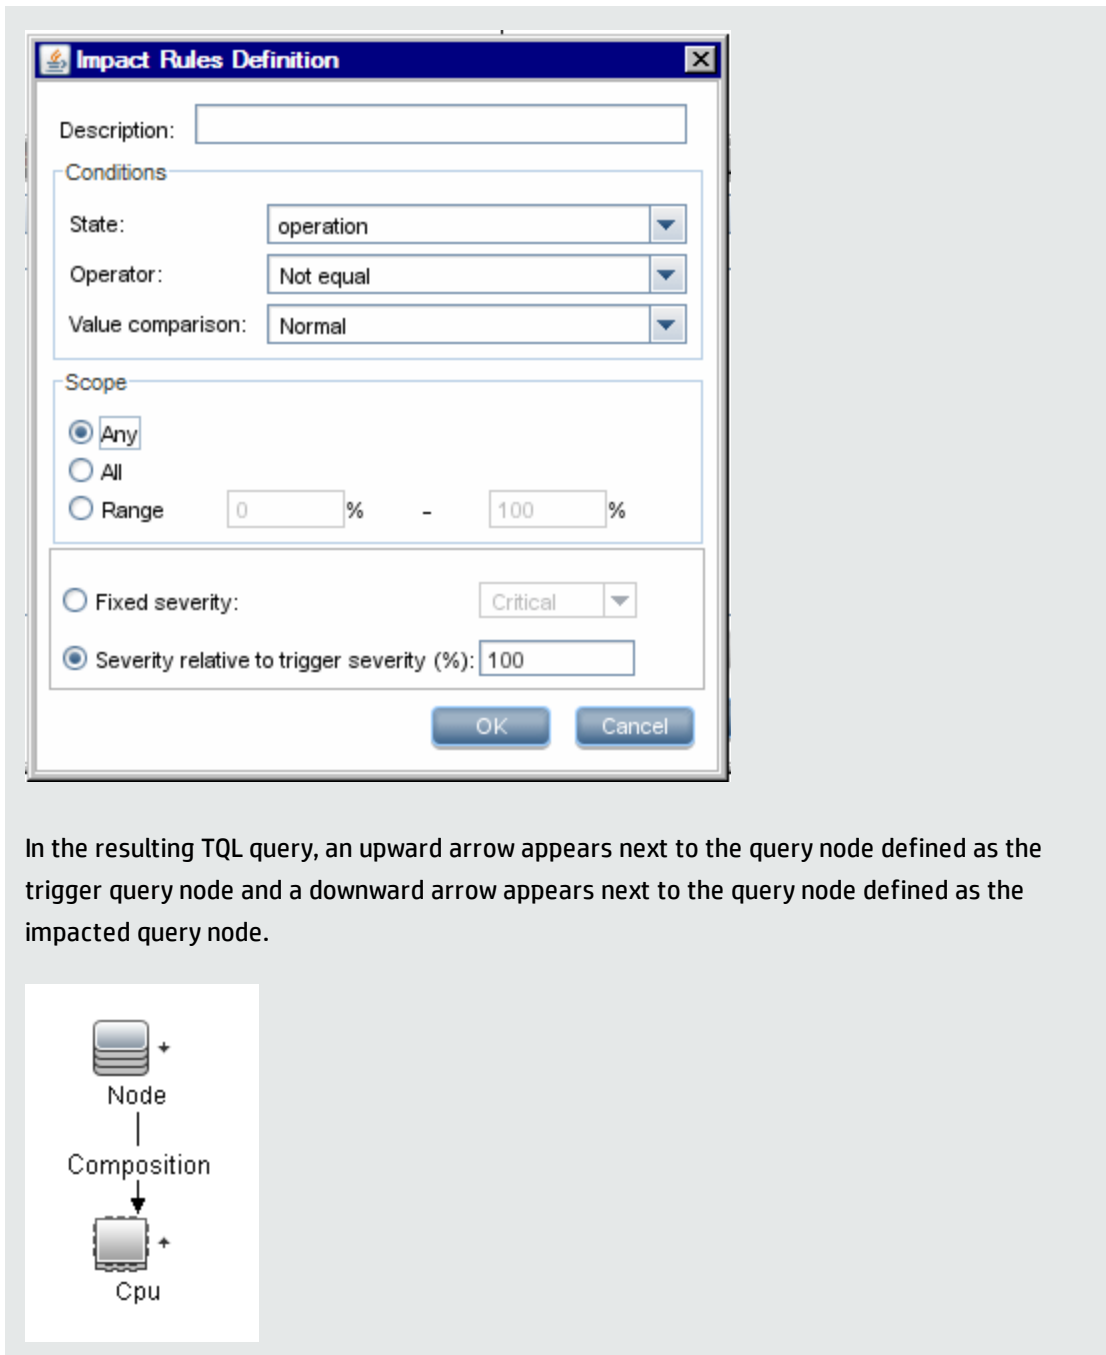 Impact Rules Definition
Description:
Conditions
State: operation
Operator: Not equal
Value comparison: Normal
Scope
Any
All
Range 0 % - 100 %
Fixed severity: Critical
Severity relative to trigger severity (%): 100
OK Cancel
In the resulting TQL query, an upward arrow appears next to the query node defined as the
trigger query node and a downward arrow appears next to the query node defined as the
impacted query node.
Node
Composition
Cpu